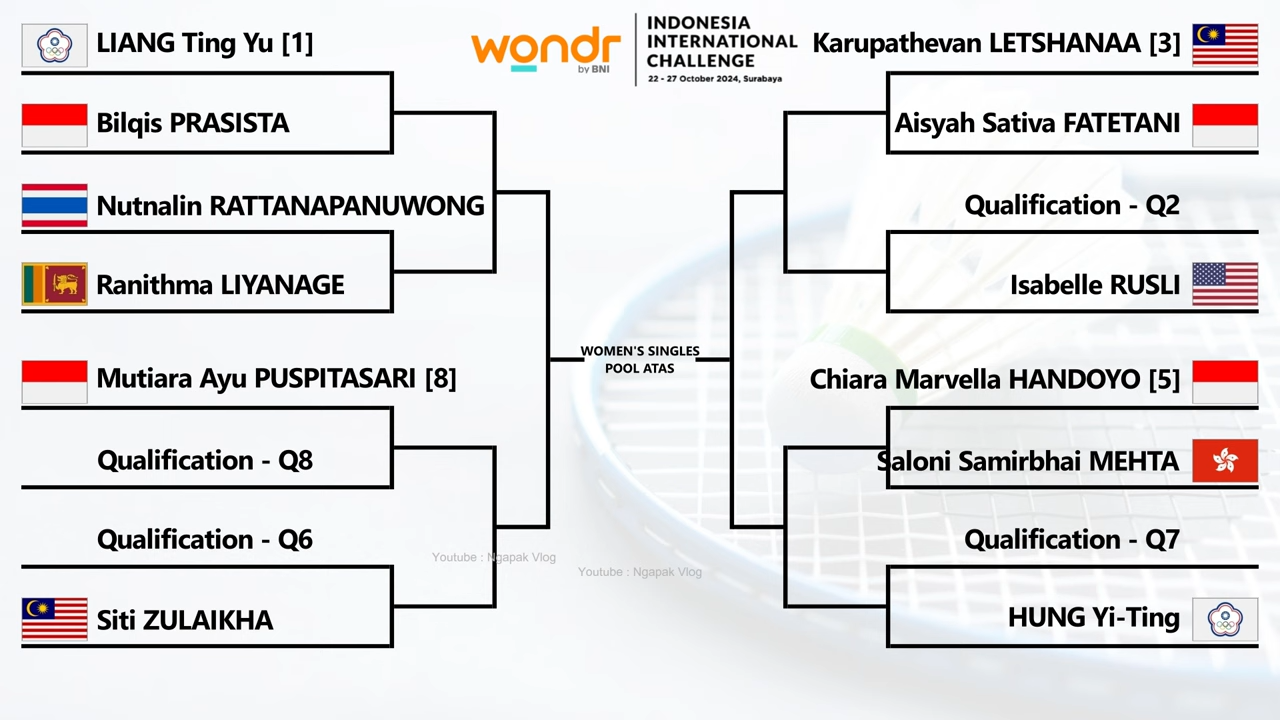 LIANG Ting Yu [1]
Bilqis PRASISTA
Nutnalin RATTANAPANUWONG
Ranithma LIYANAGE
Mutiara Ayu PUSPITASARI [8]
Qualification - Q8
Qualification - Q6
Siti ZULAIKHA
wondr
by BNI
INDONESIA
INTERNATIONAL
CHALLENGE
22 - 27 October 2024, Surabaya
WOMEN'S SINGLES
POOL ATAS
Youtube : Ngapak Vlog
Youtube : Ngapak Vlog
Karupathevan LETSHANAA [3]
Aisyah Sativa FATETANI
Qualification - Q2
Isabelle RUSLI
Chiara Marvella HANDOYO [5]
Saloni Samirbhai MEHTA
Qualification - Q7
HUNG Yi-Ting